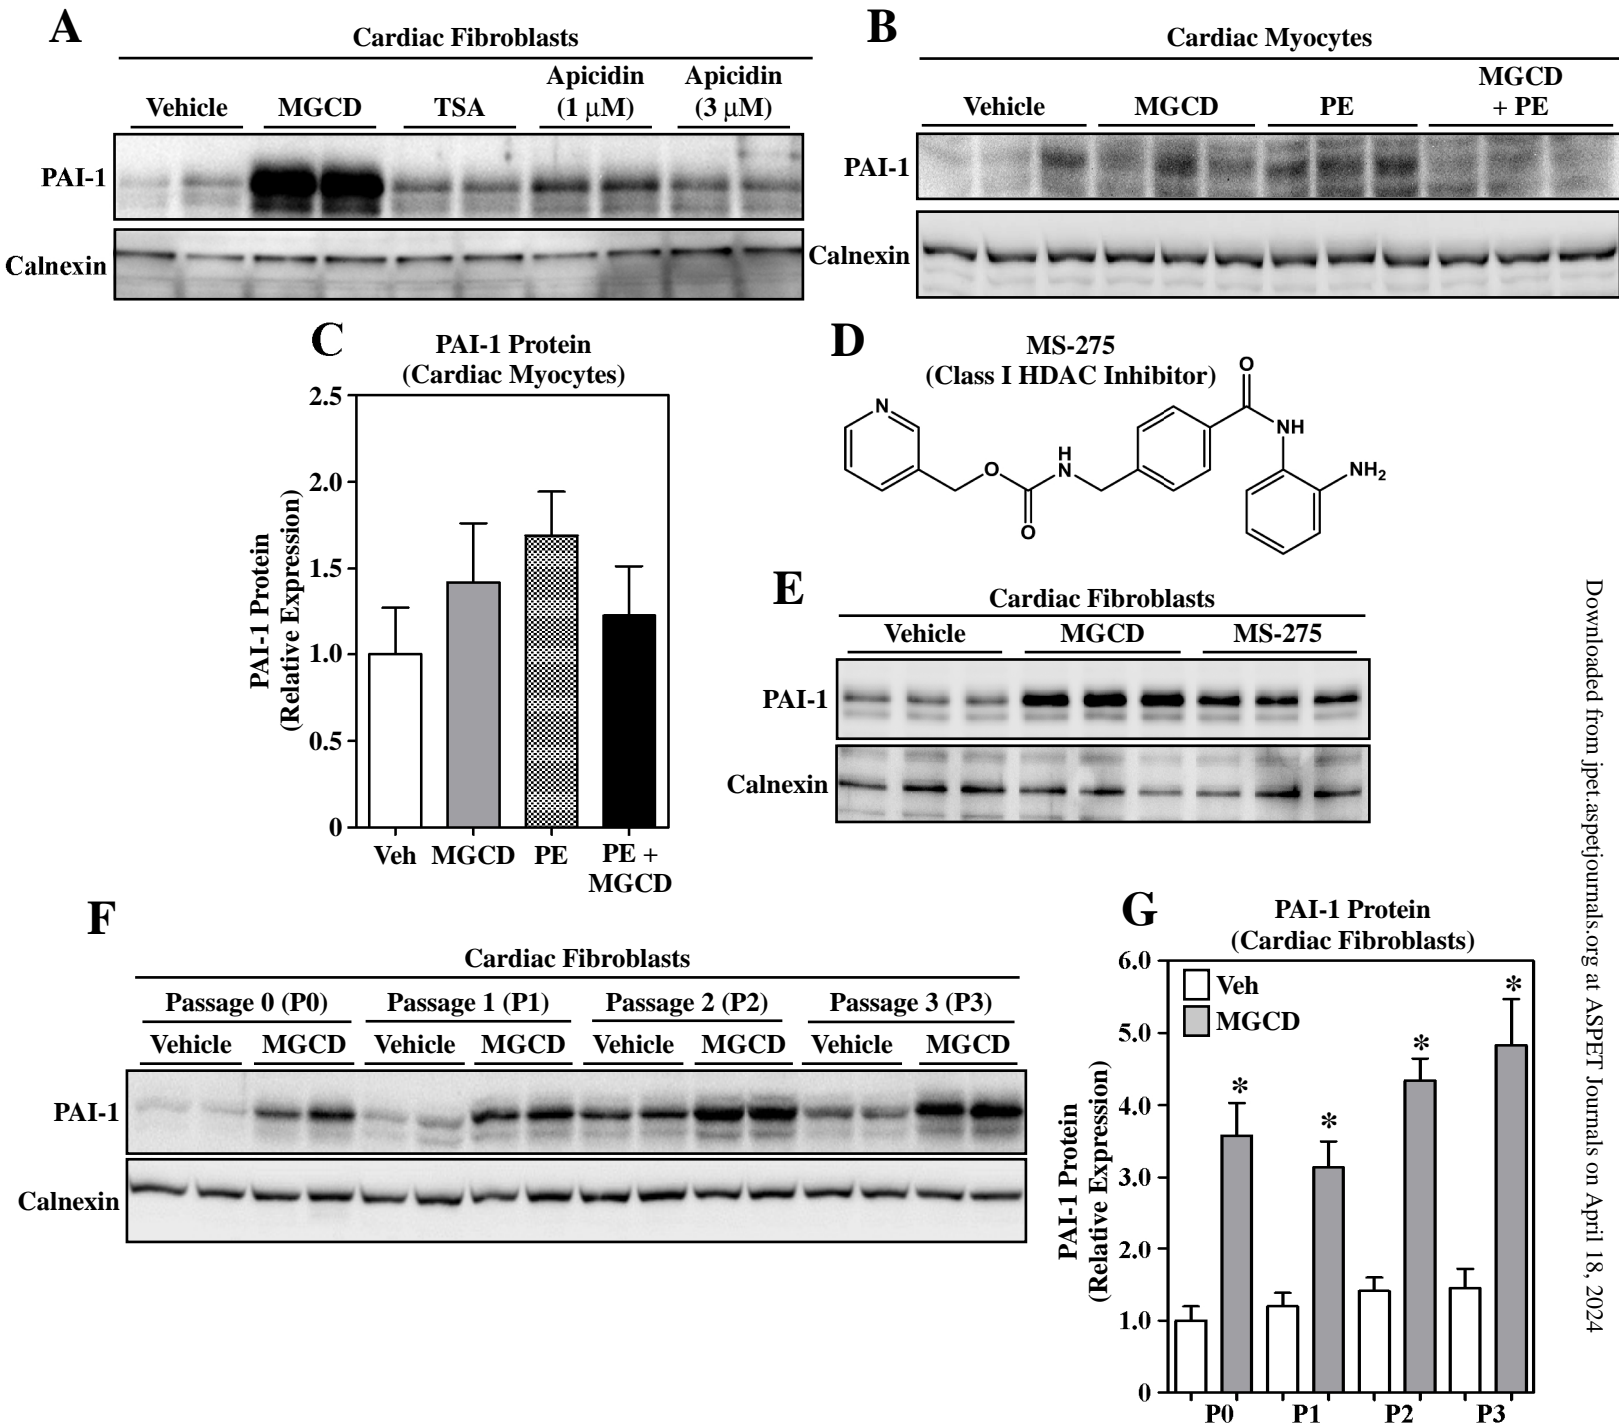 A
Cardiac Fibroblasts
Vehicle MGCD TSA Apicidin (1 μM) Apicidin (3 μM)
PAI-1
Calnexin
B
Cardiac Myocytes
Vehicle MGCD PE MGCD + PE
PAI-1
Calnexin
C
PAI-1 Protein
(Cardiac Myocytes)
PAI-1 Protein
(Relative Expression)
2.5
2.0
1.5
1.0
0.5
0
Veh MGCD PE PE + MGCD
D
MS-275
(Class I HDAC Inhibitor)
N
O
O
H
N
O
NH
NH2
E
Cardiac Fibroblasts
Vehicle MGCD MS-275
PAI-1
Calnexin
F
Cardiac Fibroblasts
Passage 0 (P0) Passage 1 (P1) Passage 2 (P2) Passage 3 (P3)
Vehicle MGCD Vehicle MGCD Vehicle MGCD Vehicle MGCD
PAI-1
Calnexin
G
PAI-1 Protein
(Cardiac Fibroblasts)
PAI-1 Protein
(Relative Expression)
6.0
5.0
4.0
3.0
2.0
1.0
0
Veh
MGCD
* * * *
P0 P1 P2 P3
Downloaded from jpet.aspetjournals.org at ASPET Journals on April 18, 2024